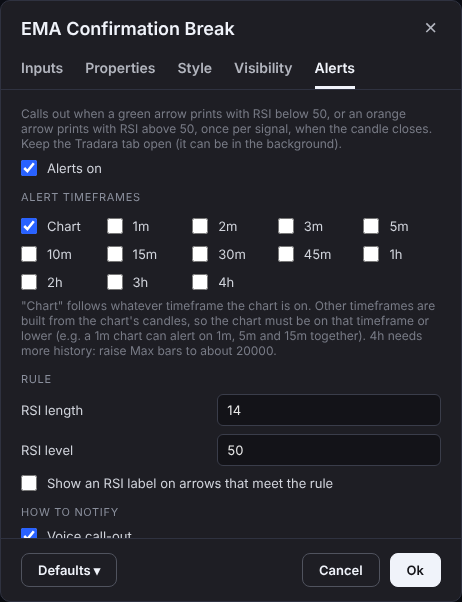 EMA Confirmation Break
Inputs Properties Style Visibility Alerts
Calls out when a green arrow prints with RSI below 50, or an orange
arrow prints with RSI above 50, once per signal, when the candle closes.
Keep the Tradara tab open (it can be in the background).
Alerts on
ALERT TIMEFRAMES
Chart 1m 2m 3m 5m
10m 15m 30m 45m 1h
2h 3h 4h
"Chart" follows whatever timeframe the chart is on. Other timeframes are
built from the chart's candles, so the chart must be on that timeframe or
lower (e.g. a 1m chart can alert on 1m, 5m and 15m together). 4h needs
more history: raise Max bars to about 20000.
RULE
RSI length 14
RSI level 50
Show an RSI label on arrows that meet the rule
HOW TO NOTIFY
Voice call-out
Defaults ▾ Cancel Ok